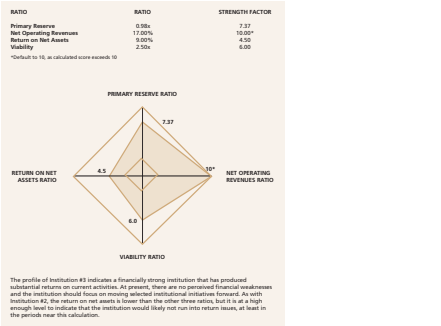 RATIO RATIO STRENGTH FACTOR
Primary Reserve 0.98x 7.37
Net Operating Revenues 17.00% 10.00*
Return on Net Assets 9.00% 4.50
Viability 2.50x 6.00
*Default to 10, as calculated score exceeds 10
PRIMARY RESERVE RATIO
7.37
4.5 10*
RETURN ON NET NET OPERATING
ASSETS RATIO REVENUES RATIO
6.0
VIABILITY RATIO
The profile of Institution #3 indicates a financially strong institution that has produced
substantial returns on current activities. At present, there are no perceived financial weaknesses
and the institution should focus on moving selected institutional initiatives forward. As with
Institution #2, the return on net assets is lower than the other three ratios, but it is at a high
enough level to indicate that the institution would likely not run into return issues, at least in
the periods near this calculation.